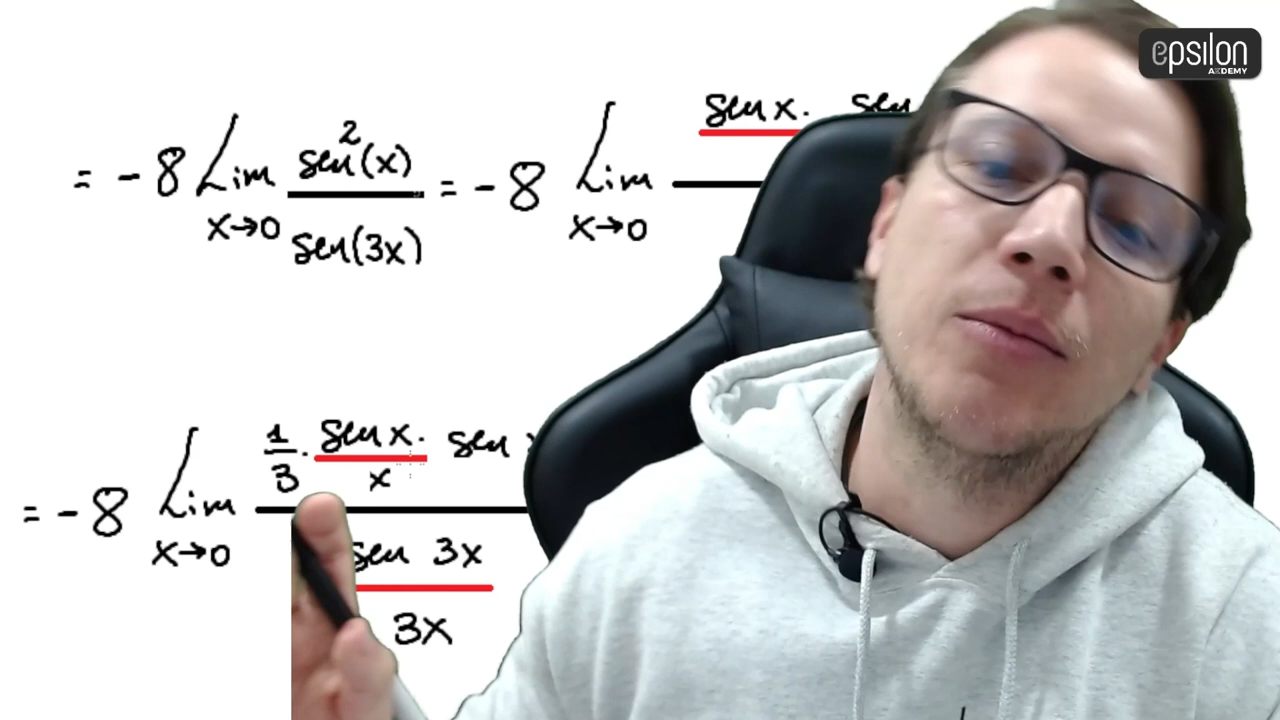 epsilon
AXDEMY
= -8 Lim x→0 sen²(x) / sen(3x) = -8 Lim x→0 sen x. sen
= -8 Lim x→0 1/3 . sen x. / x sen
sen 3x / 3x